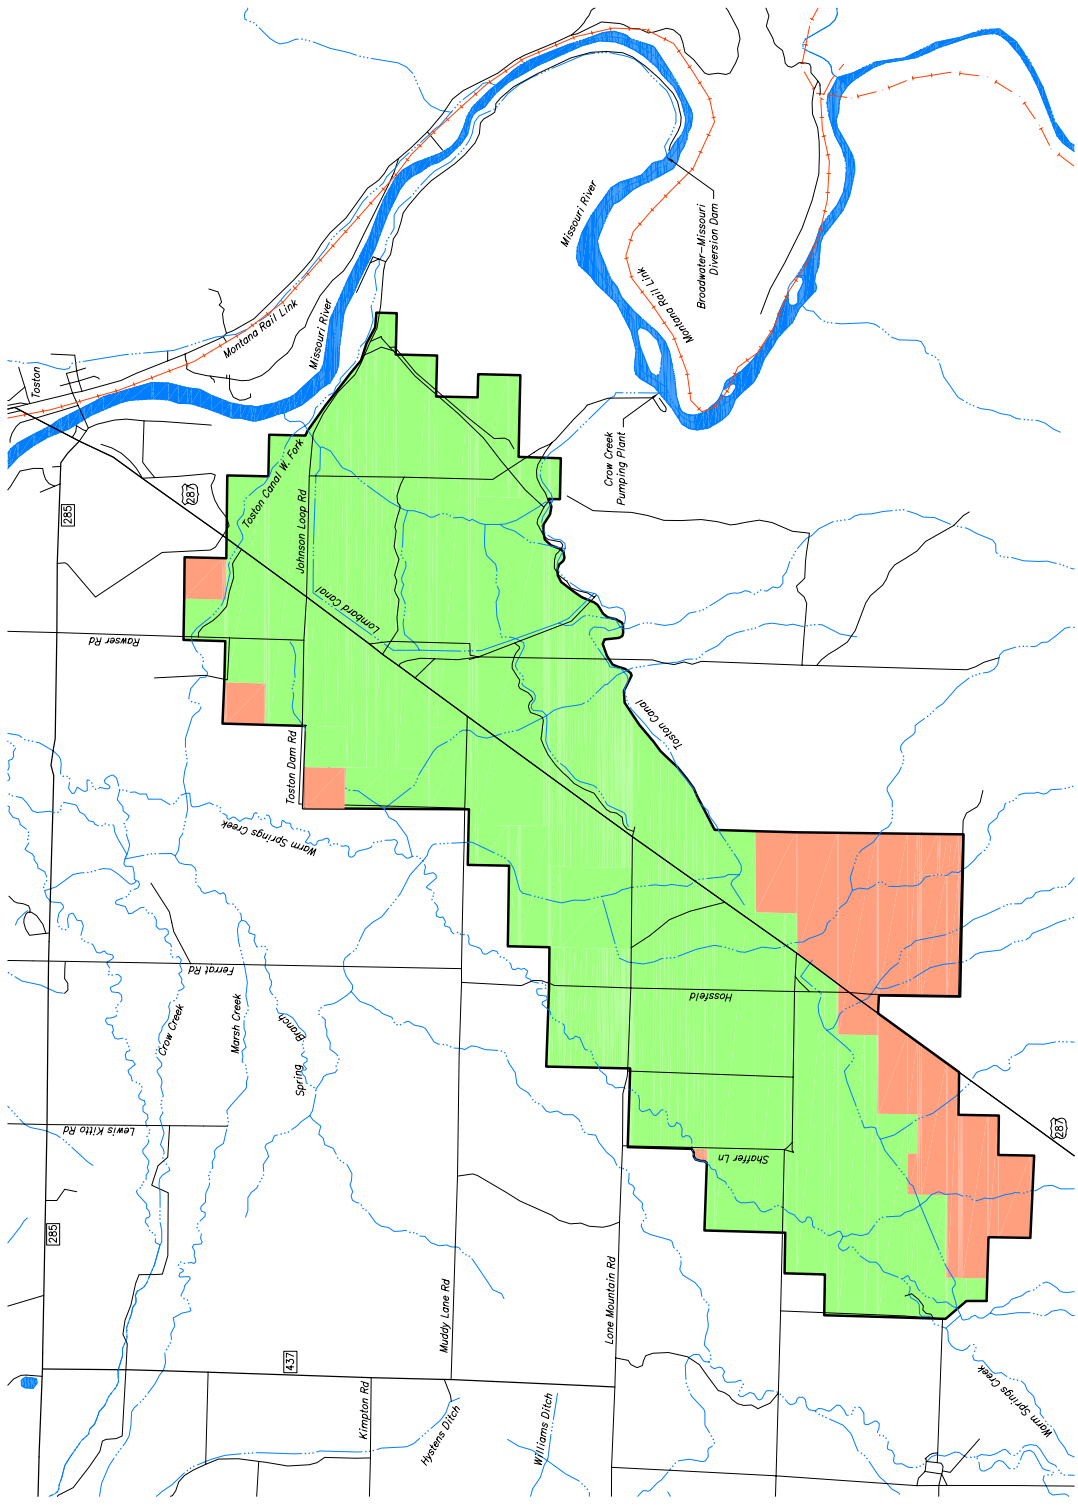 Missouri River
Broadwater-Missouri
Diversion Dam
Montana Rail Link
Montana Rail Link
Missouri River
Toston
Crow Creek
Pumping Plant
Toston Canal W. Fork
287
285
Johnson Loop Rd
Lombard Canal
Rawser Rd
Toston Canal
Toston Dam Rd
Warm Springs Creek
Ferrat Rd
Hossfeld
Crow Creek
Marsh Creek
Spring
Branch
Lewis Kitto Rd
287
Shaffer Ln
285
Muddy Lane Rd
Lone Mountain Rd
437
Kimpton Rd
Hystens Ditch
Williams Ditch
Warm Springs Creek